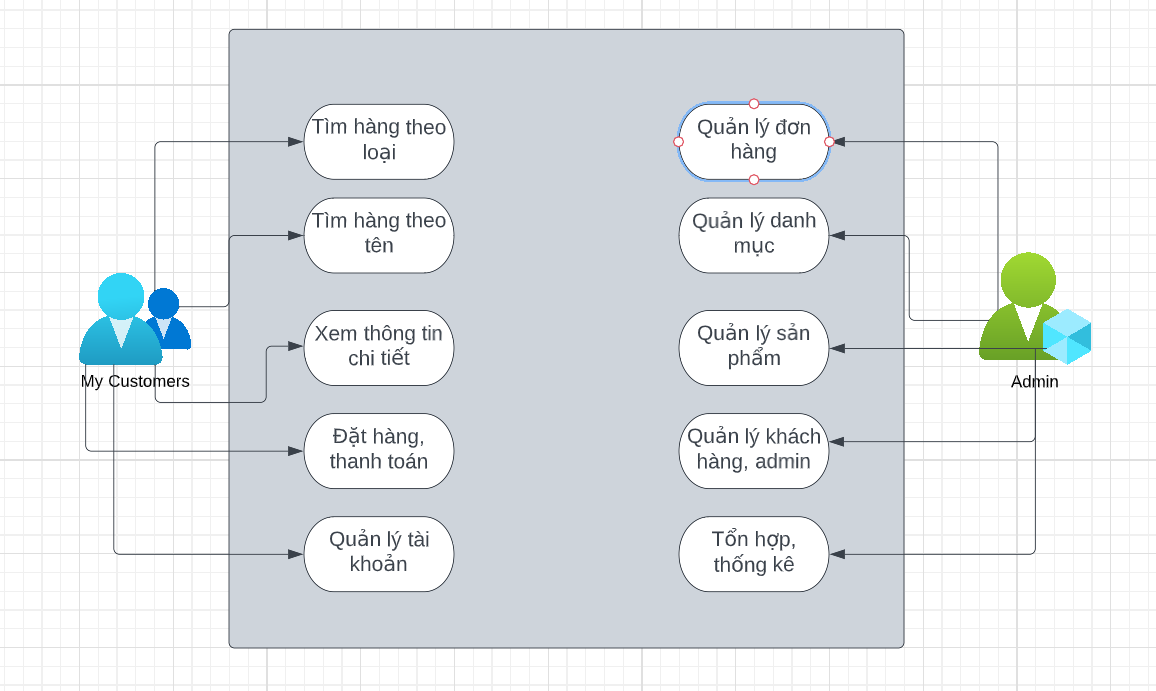 Tìm hàng theo
loại
Tìm hàng theo
tên
Xem thông tin
chi tiết
Đặt hàng,
thanh toán
Quản lý tài
khoản
My Customers
Quản lý đơn
hàng
Quản lý danh
mục
Quản lý sản
phẩm
Quản lý khách
hàng, admin
Tổn hợp,
thống kê
Admin